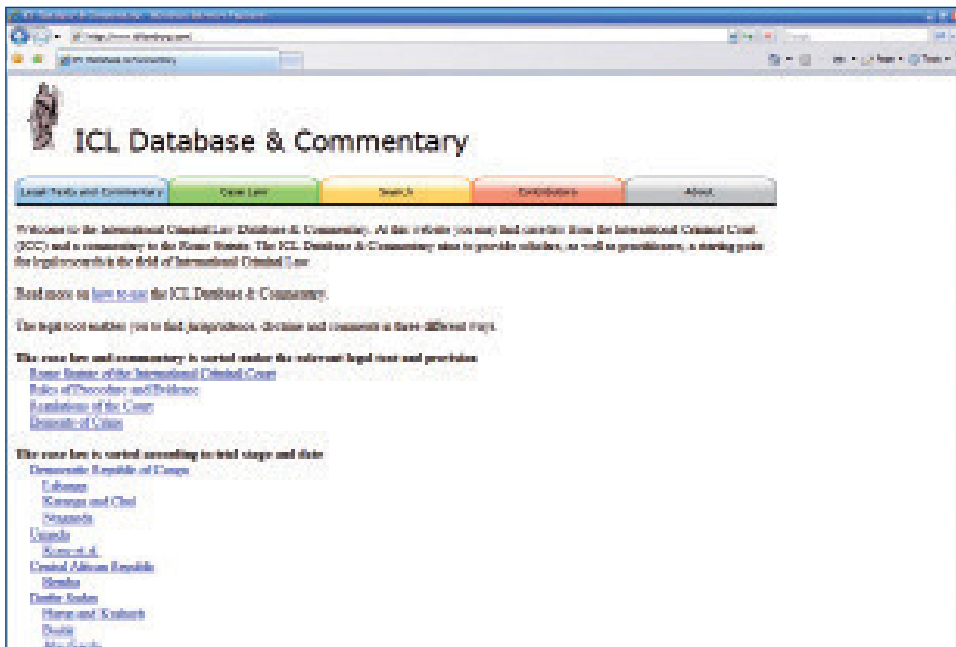 ICL Database & Commentary
ICL Database & Commentary
Legal Texts and Commentary Case Law Search Contributors About
Welcome to the International Criminal Law Database & Commentary. At this website you may find case law from the International Criminal Court
(ICC) and a commentary to the Rome Statute. The ICL Database & Commentary aims to provide scholars, as well as practitioners, a starting point
for legal research in the field of International Criminal Law
Read more on how to use the ICL Database & Commentary.
The legal tool enables you to find jurisprudence, doctrine and comments in three different ways.
The case law and commentary is sorted under the relevant legal text and provision
Rome Statute of the International Criminal Court
Rules of Procedure and Evidence
Regulations of the Court
Elements of Crime
The case law is sorted according to trial stage and date
Democratic Republic of Congo
Lubanga
Katanga and Chui
Ntaganda
Uganda
Kony et al.
Central African Republic
Bemba
Darfur Sudan
Harun and Kushayb
Bashir
Abu Garda